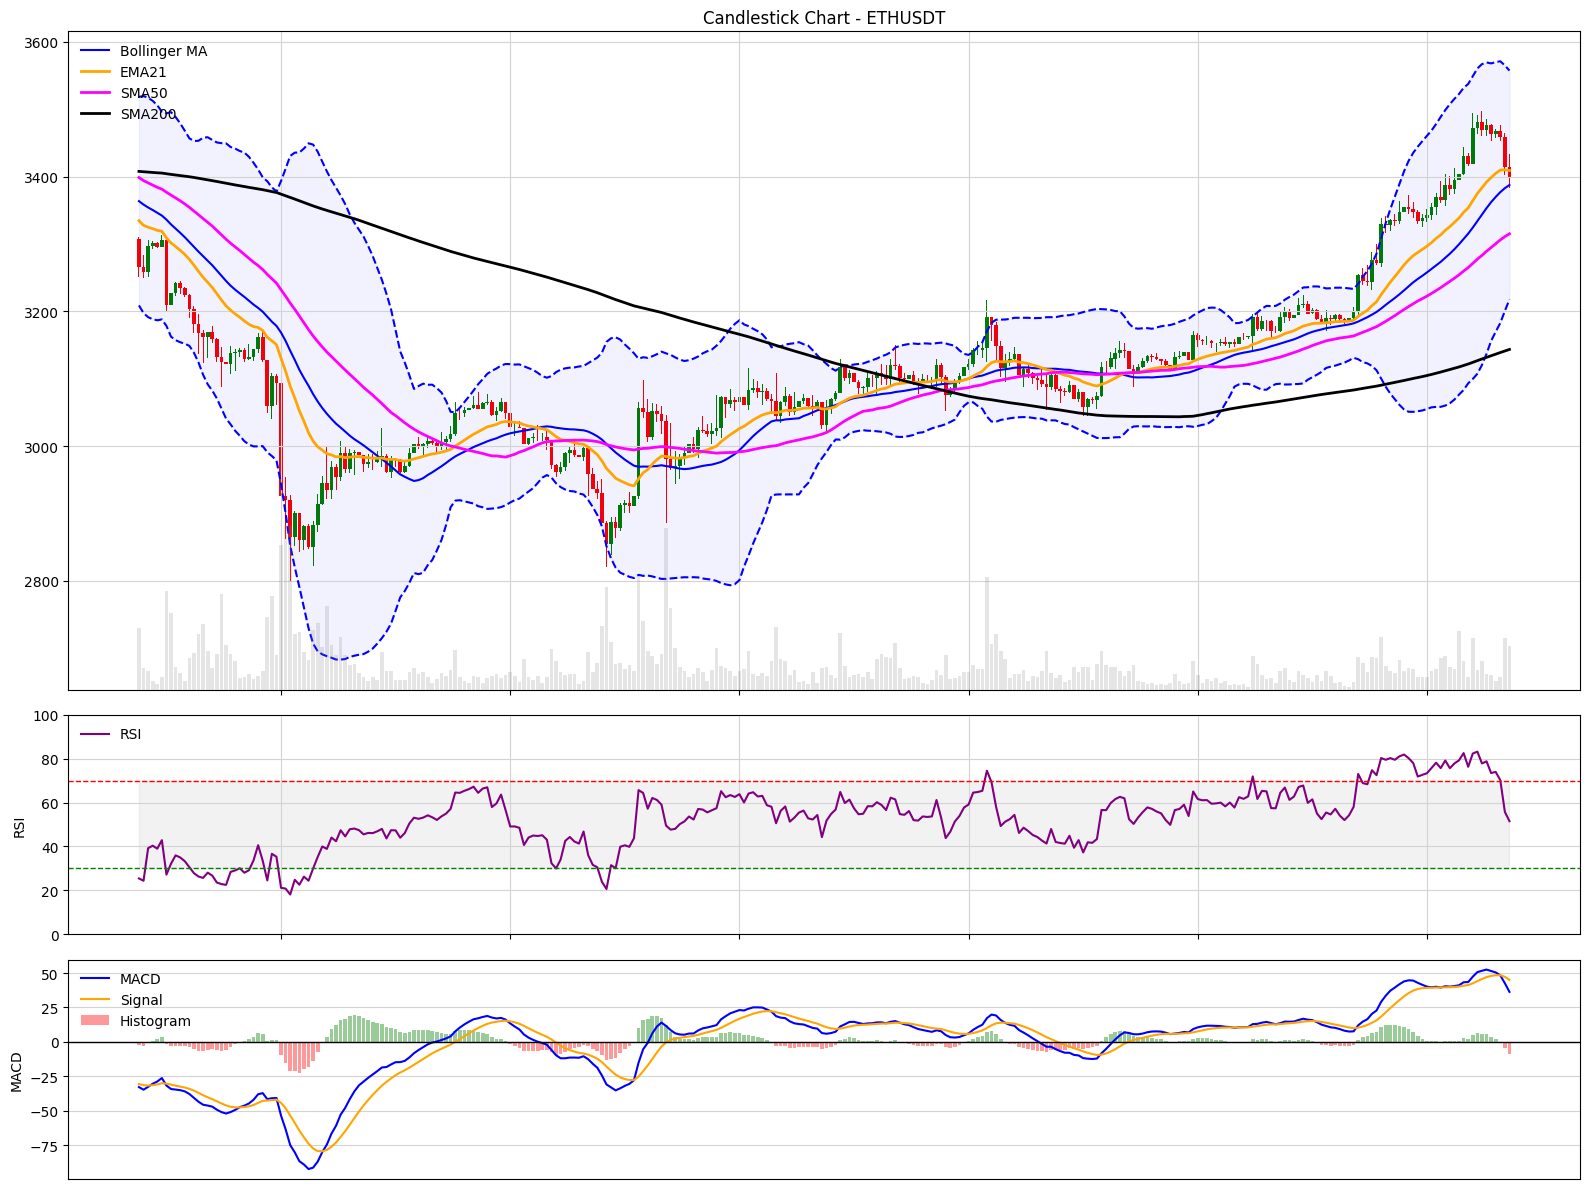 Candlestick Chart - ETHUSDT
3600
3400
3200
3000
2800
Bollinger MA
EMA21
SMA50
SMA200
100
80
60
40
20
0
RSI
RSI
50
25
0
−25
−50
−75
MACD
MACD
Signal
Histogram